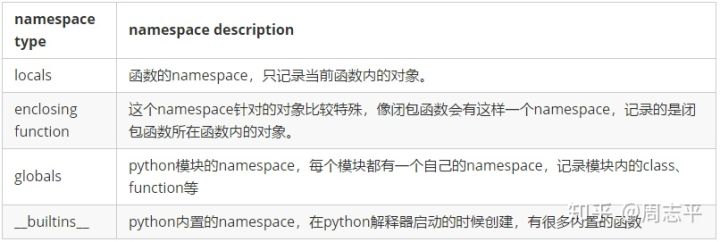 namespace
type
namespace description
locals
函数的namespace，只记录当前函数内的对象。
enclosing
function
这个namespace针对的对象比较特殊，像闭包函数会有这样一个namespace，记录的是闭
包函数所在函数内的对象。
globals
python模块的namespace，每个模块都有一个自己的namespace，记录模块内的class、
function等
__builtins__
python内置的namespace，在python解释器启动的时候创建，有很多内置的函数
知乎 @周志平